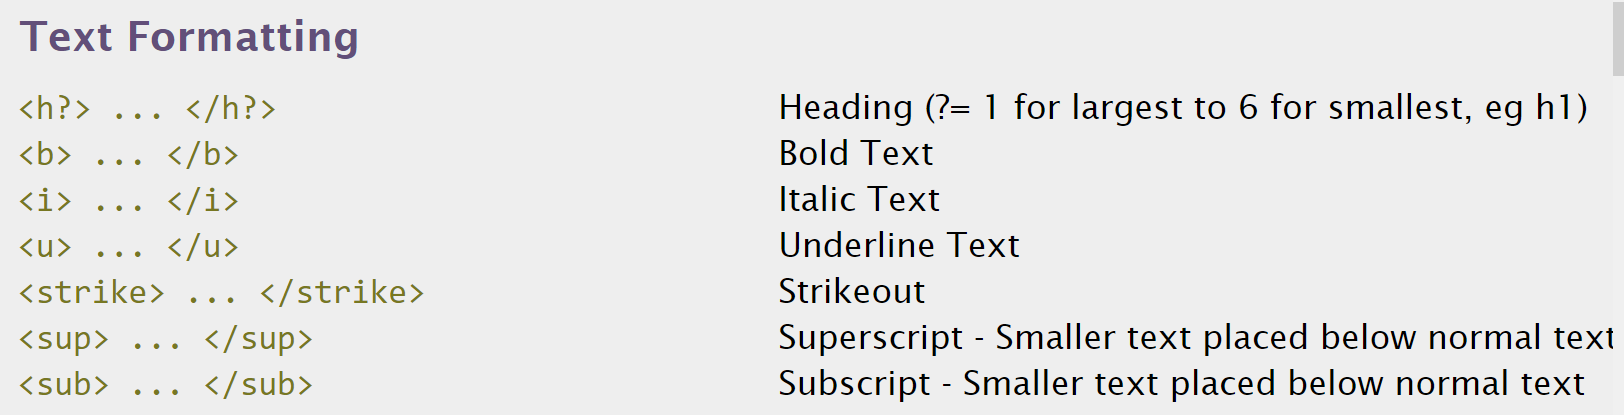 Text Formatting
<h?> ... </h?> Heading (?= 1 for largest to 6 for smallest, eg h1)
<b> ... </b> Bold Text
<i> ... </i> Italic Text
<u> ... </u> Underline Text
<strike> ... </strike> Strikeout
<sup> ... </sup> Superscript - Smaller text placed below normal text
<sub> ... </sub> Subscript - Smaller text placed below normal text